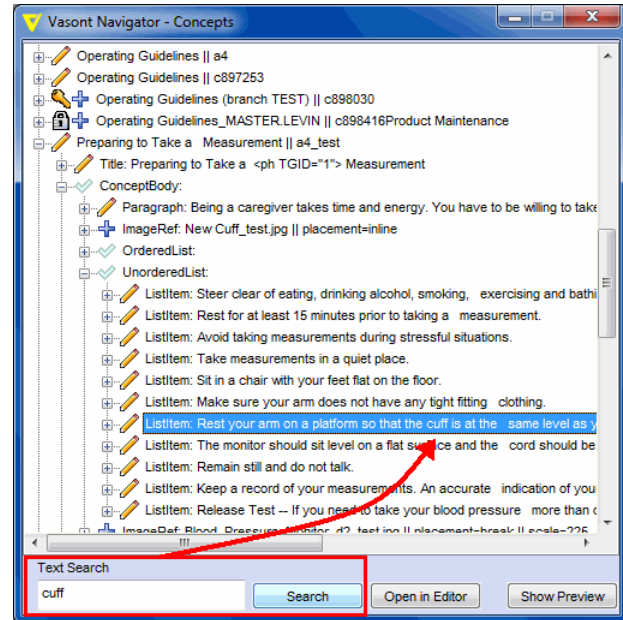 Vasont Navigator - Concepts
Operating Guidelines || a4
Operating Guidelines || c897253
Operating Guidelines (branch TEST) || c898030
Operating Guidelines_MASTER.LEVIN || c898416Product Maintenance
Preparing to Take a Measurement || a4_test
Title: Preparing to Take a <ph TGID="1"> Measurement
ConceptBody:
Paragraph: Being a caregiver takes time and energy. You have to be willing to take
ImageRef: New Cuff_test.jpg || placement=inline
OrderedList:
UnorderedList:
ListItem: Steer clear of eating, drinking alcohol, smoking, exercising and bathi
ListItem: Rest for at least 15 minutes prior to taking a measurement.
ListItem: Avoid taking measurements during stressful situations.
ListItem: Take measurements in a quiet place.
ListItem: Sit in a chair with your feet flat on the floor.
ListItem: Make sure your arm does not have any tight fitting clothing.
ListItem: Rest your arm on a platform so that the cuff is at the same level as y
ListItem: The monitor should sit level on a flat surface and the cord should be
ListItem: Remain still and do not talk.
ListItem: Keep a record of your measurements. An accurate indication of you
ListItem: Release Test -- If you need to take your blood pressure more than o
ImageRef: Blood_Pressure_Monitor_d2_test.jpg || placement=break || scale=225
Text Search
cuff
Search
Open in Editor
Show Preview